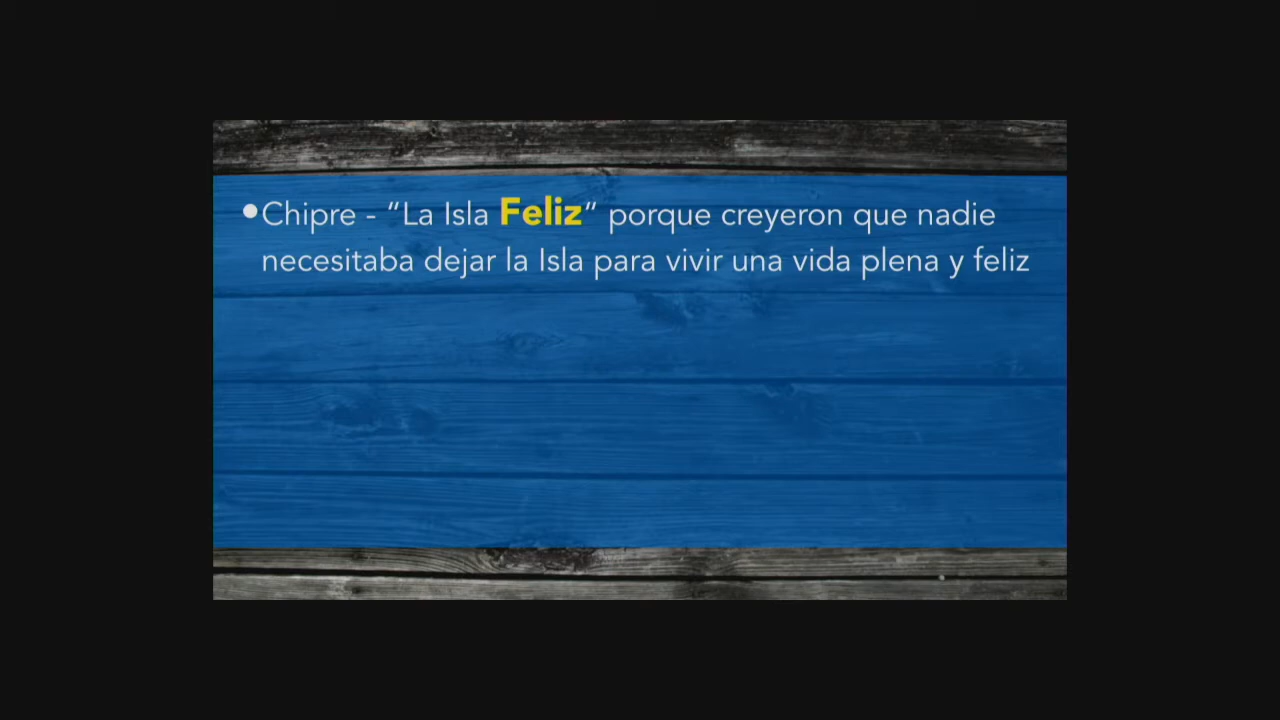 •Chipre - “La Isla Feliz” porque creyeron que nadie
necesitaba dejar la Isla para vivir una vida plena y feliz